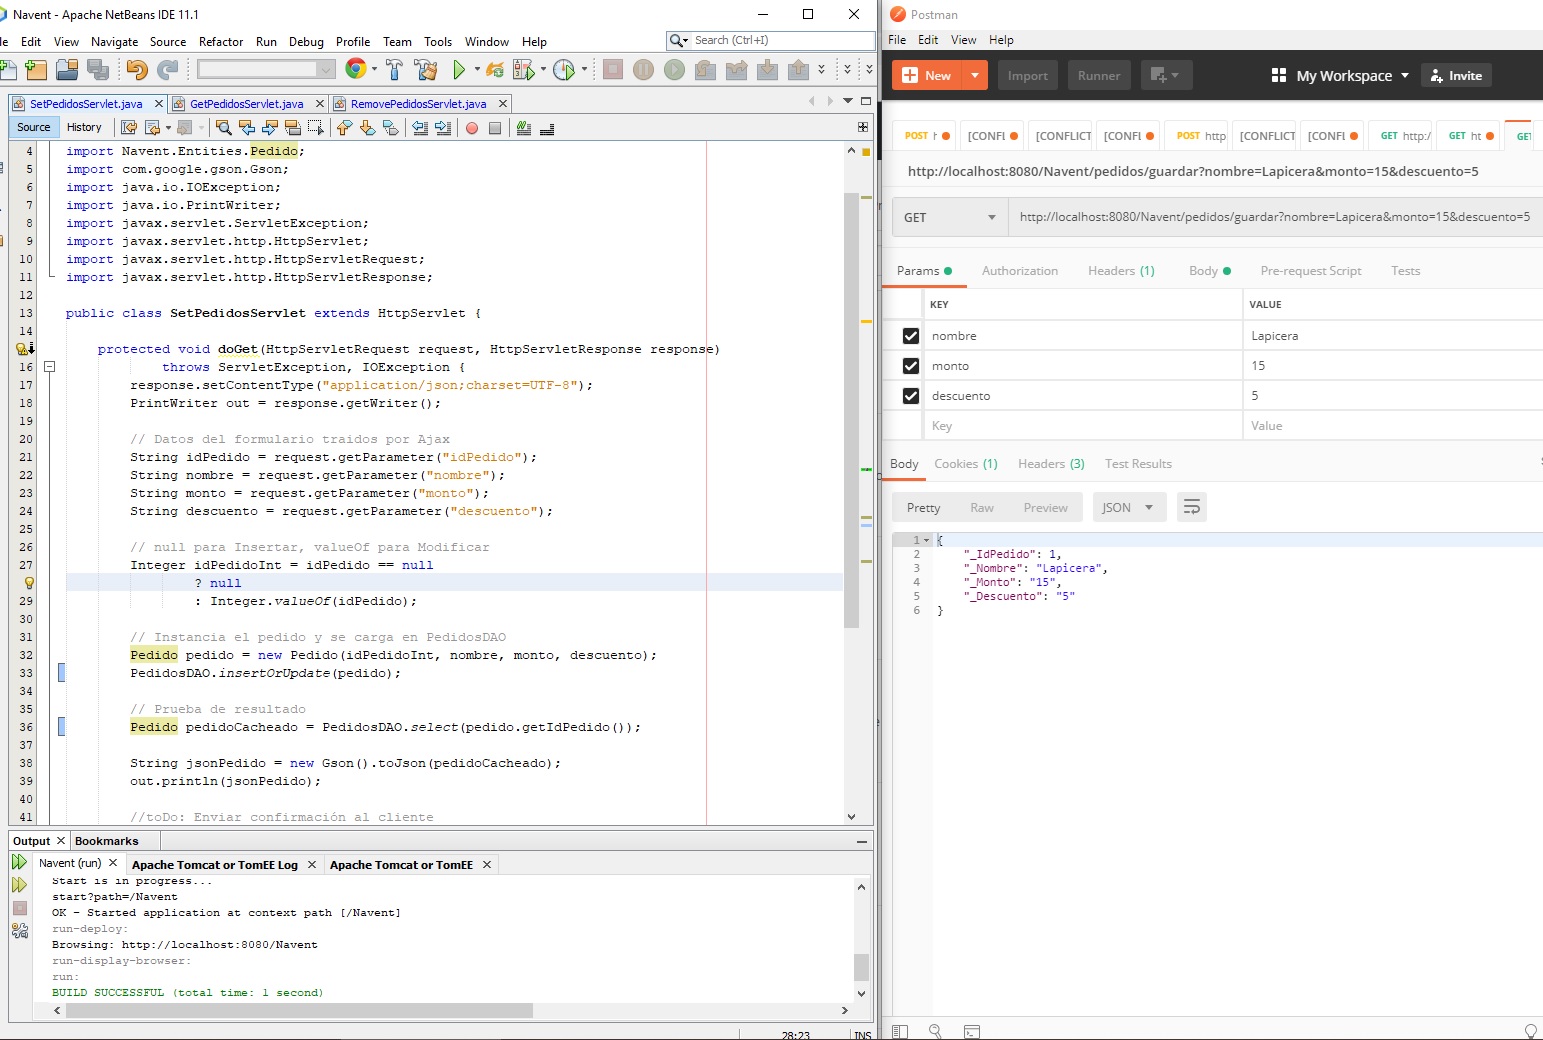 Navent - Apache NetBeans IDE 11.1
Edit View Navigate Source Refactor Run Debug Profile Team Tools Window Help
Search (Ctrl+I)
SetPedidosServlet.java GetPedidosServlet.java RemovePedidosServlet.java
Source History
4 import Navent.Entities.Pedido;
5 import com.google.gson.Gson;
6 import java.io.IOException;
7 import java.io.PrintWriter;
8 import javax.servlet.ServletException;
9 import javax.servlet.http.HttpServlet;
10 import javax.servlet.http.HttpServletRequest;
11 import javax.servlet.http.HttpServletResponse;
12
13 public class SetPedidosServlet extends HttpServlet {
14
protected void doGet(HttpServletRequest request, HttpServletResponse response)
16 throws ServletException, IOException {
17 response.setContentType("application/json;charset=UTF-8");
18 PrintWriter out = response.getWriter();
19
20 // Datos del formulario traidos por Ajax
21 String idPedido = request.getParameter("idPedido");
22 String nombre = request.getParameter("nombre");
23 String monto = request.getParameter("monto");
24 String descuento = request.getParameter("descuento");
25
26 // null para Insertar, valueOf para Modificar
27 Integer idPedidoInt = idPedido == null
? null
29 : Integer.valueOf(idPedido);
30
31 // Instancia el pedido y se carga en PedidosDAO
32 Pedido pedido = new Pedido(idPedidoInt, nombre, monto, descuento);
33 PedidosDAO.insertOrUpdate(pedido);
34
35 // Prueba de resultado
36 Pedido pedidoCacheado = PedidosDAO.select(pedido.getIdPedido());
37
38 String jsonPedido = new Gson().toJson(pedidoCacheado);
39 out.println(jsonPedido);
40
41 //toDo: Enviar confirmación al cliente
Output Bookmarks
Navent (run) Apache Tomcat or TomEE Log Apache Tomcat or TomEE
Start is in progress...
start?path=/Navent
OK - Started application at context path [/Navent]
run-deploy:
Browsing: http://localhost:8080/Navent
run-display-browser:
run:
BUILD SUCCESSFUL (total time: 1 second)
28:23 INS
Postman
File Edit View Help
New Import Runner My Workspace Invite
POST [CONFL [CONFLICT [CONFL POST http [CONFLICT [CONFL GET http:/ GET ht GET
http://localhost:8080/Navent/pedidos/guardar?nombre=Lapicera&monto=15&descuento=5
GET http://localhost:8080/Navent/pedidos/guardar?nombre=Lapicera&monto=15&descuento=5
Params Authorization Headers (1) Body Pre-request Script Tests
KEY VALUE
nombre Lapicera
monto 15
descuento 5
Key Value
Body Cookies (1) Headers (3) Test Results
Pretty Raw Preview JSON
1 {
2 "_IdPedido": 1,
3 "_Nombre": "Lapicera",
4 "_Monto": "15",
5 "_Descuento": "5"
6 }